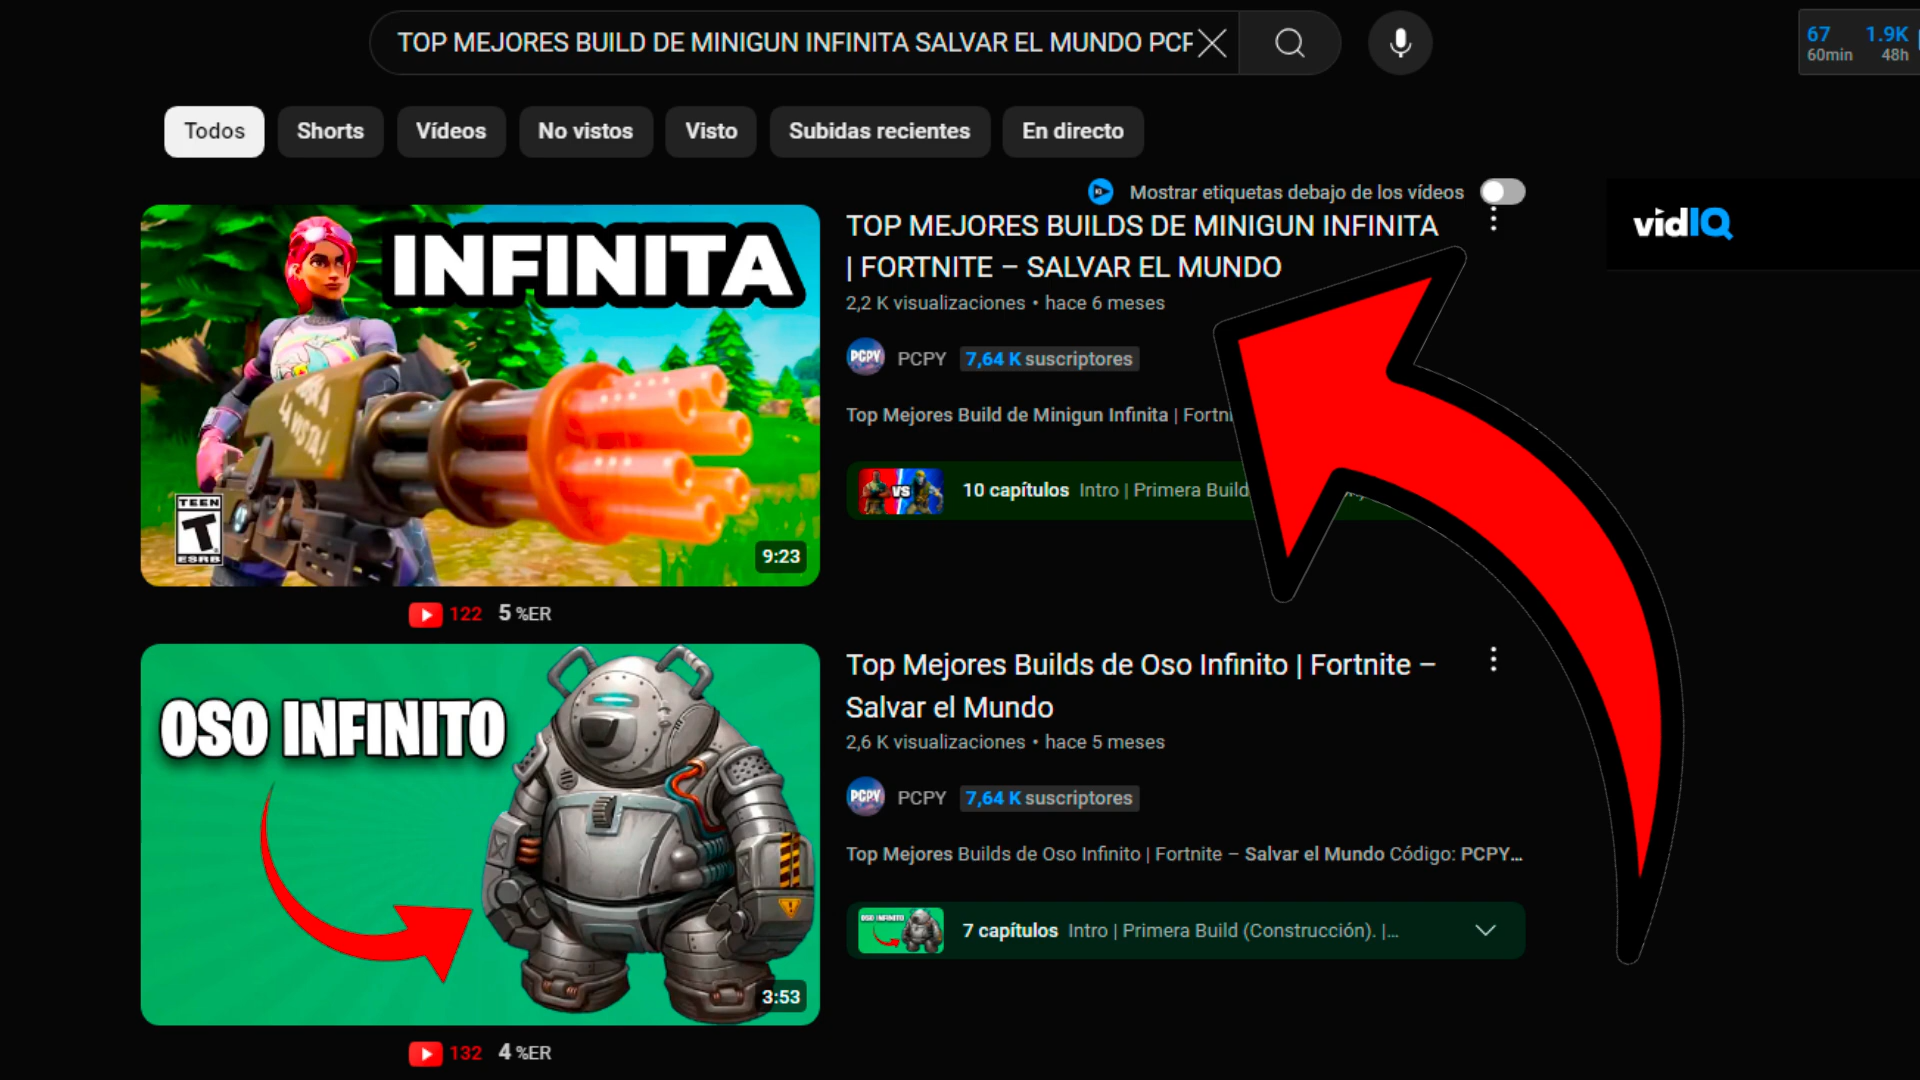 TOP MEJORES BUILD DE MINIGUN INFINITA SALVAR EL MUNDO PCP
67 1.9K
60min 48h
Todos Shorts Vídeos No vistos Visto Subidas recientes En directo
Mostrar etiquetas debajo de los vídeos
vidIQ
INFINITA
LA VISTA!
TEEN
T
ESRB
9:23
TOP MEJORES BUILDS DE MINIGUN INFINITA
| FORTNITE – SALVAR EL MUNDO
2,2 K visualizaciones • hace 6 meses
PCPY PCPY 7,64 K suscriptores
Top Mejores Build de Minigun Infinita | Fortni
VS 10 capítulos Intro | Primera Build
122 5 %ER
OSO INFINITO
3:53
Top Mejores Builds de Oso Infinito | Fortnite –
Salvar el Mundo
2,6 K visualizaciones • hace 5 meses
PCPY PCPY 7,64 K suscriptores
Top Mejores Builds de Oso Infinito | Fortnite – Salvar el Mundo Código: PCPY...
OSO INFINITO 7 capítulos Intro | Primera Build (Construcción). |...
132 4 %ER